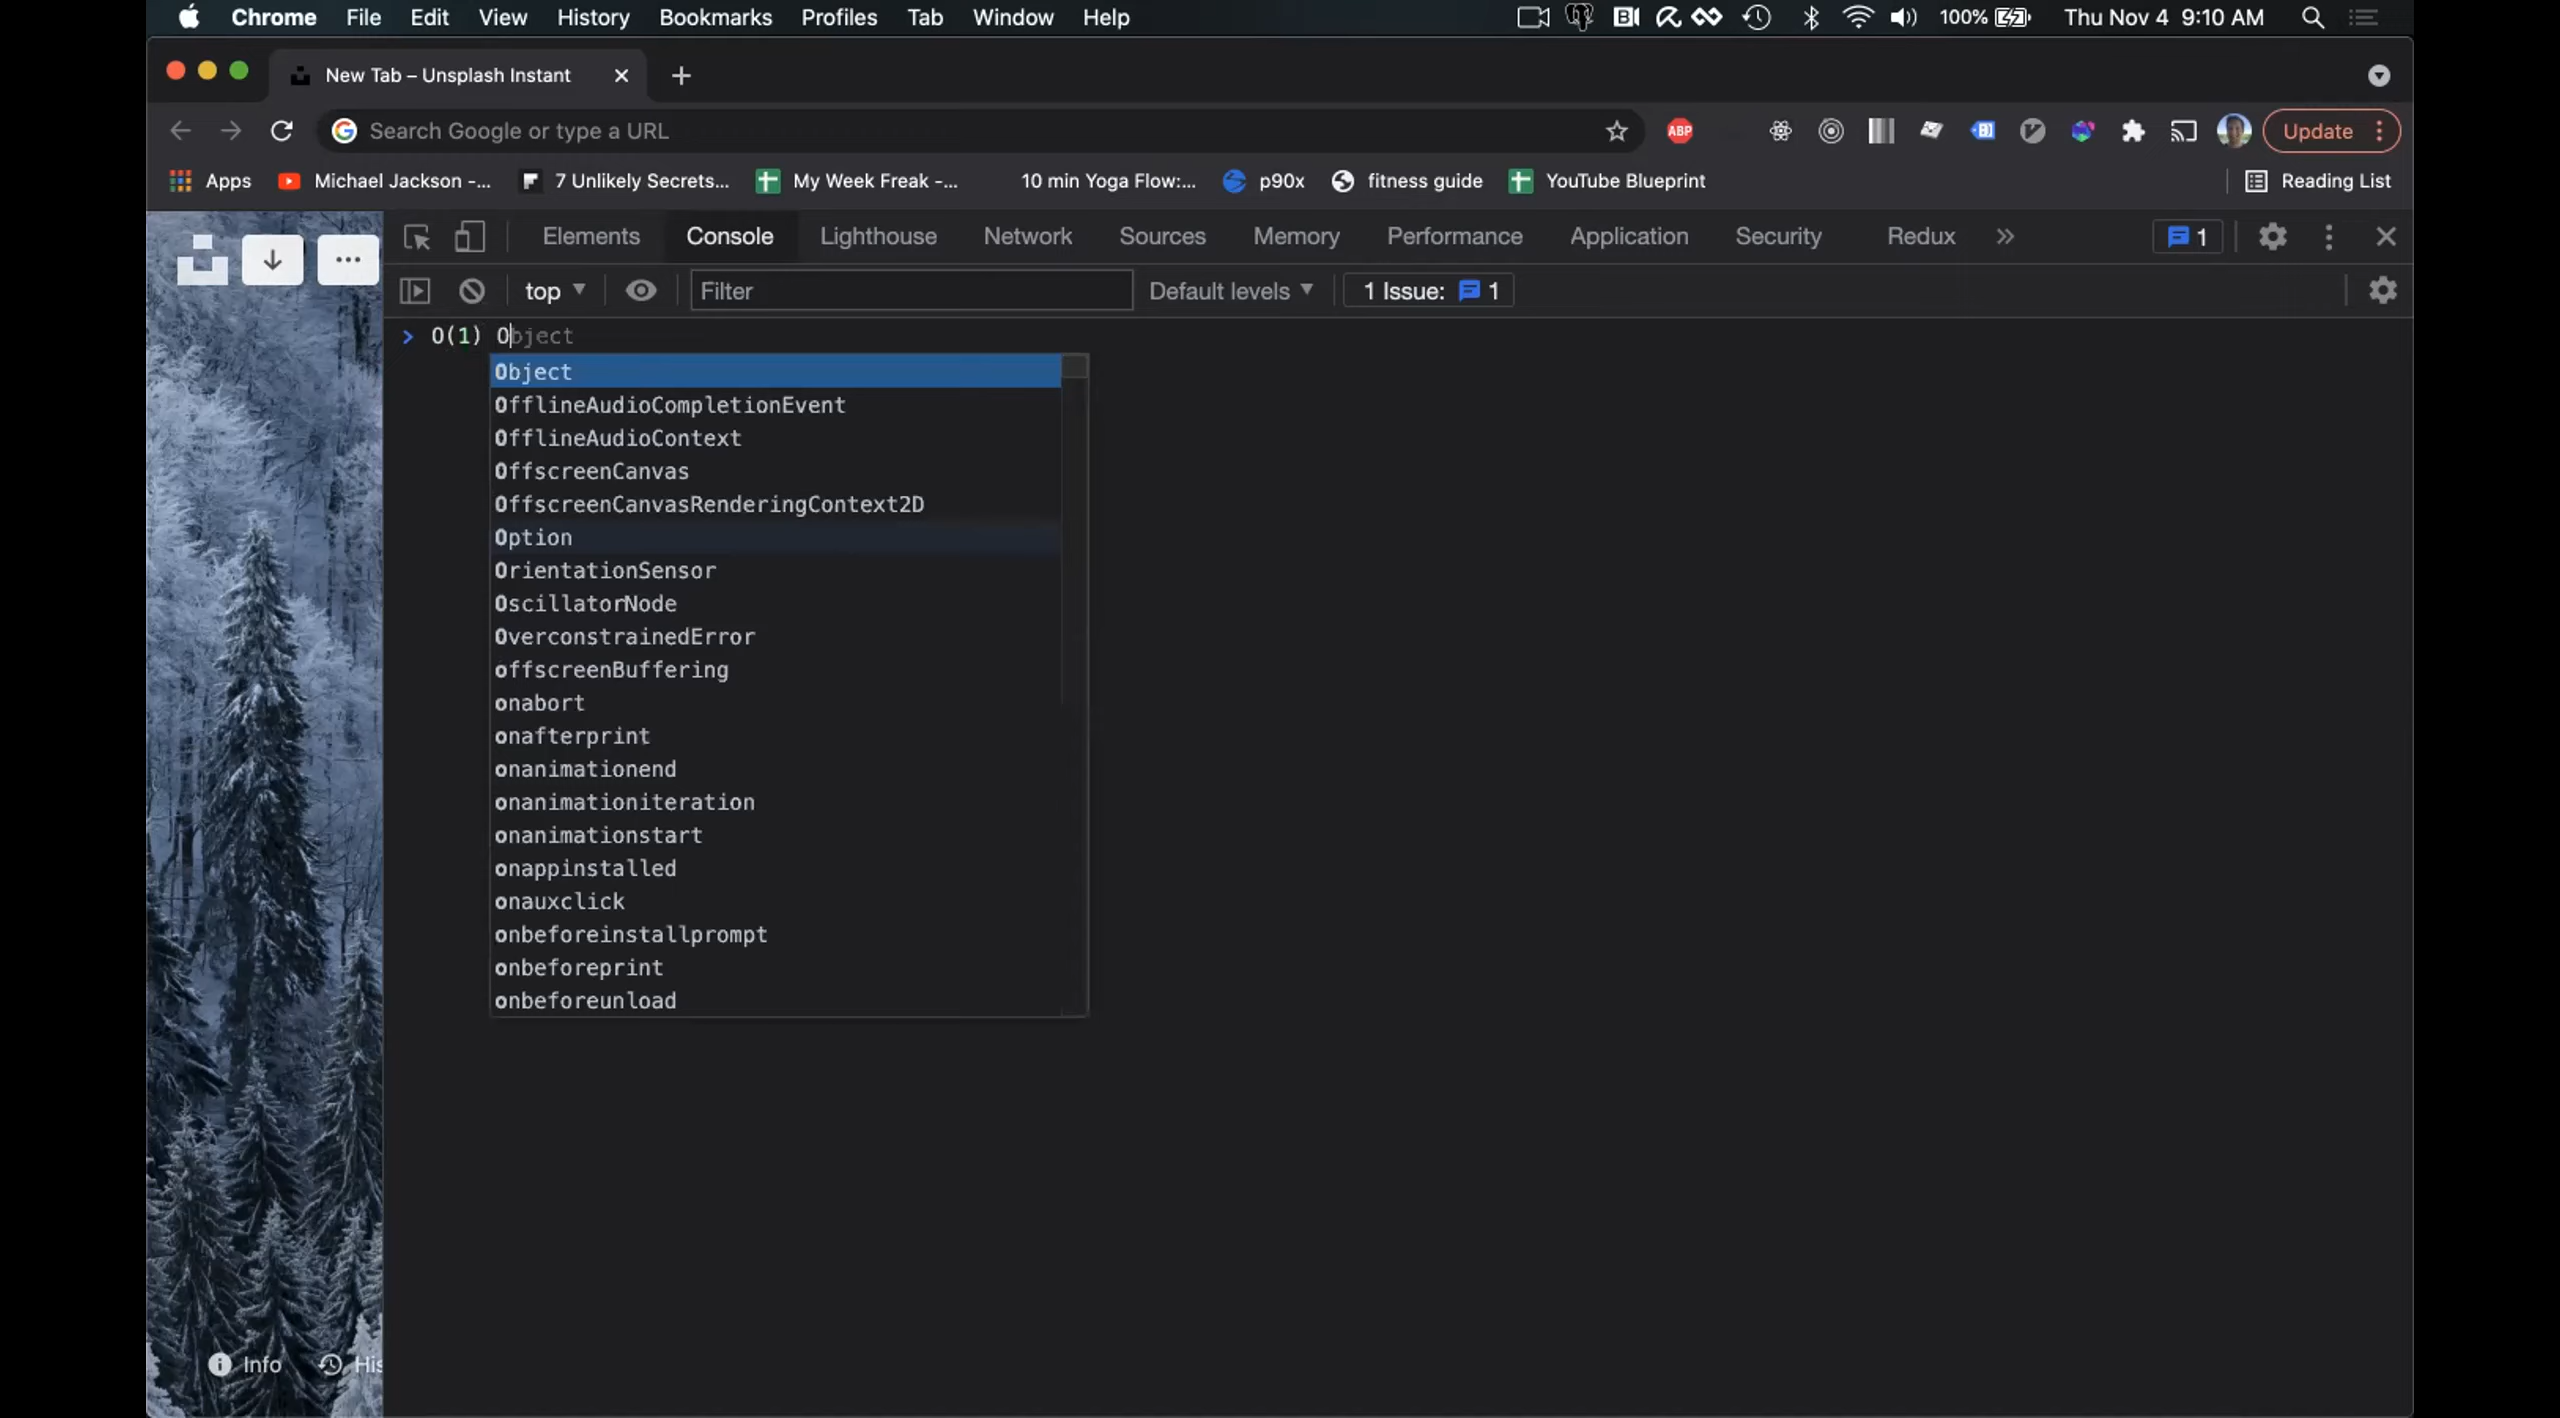 Chrome File Edit View History Bookmarks Profiles Tab Window Help 100% Thu Nov 4 9:10 AM
New Tab – Unsplash Instant
Search Google or type a URL ABP Update
Apps Michael Jackson -... 7 Unlikely Secrets... My Week Freak -... 10 min Yoga Flow:... p90x fitness guide YouTube Blueprint Reading List
Elements Console Lighthouse Network Sources Memory Performance Application Security Redux » 1
top Filter Default levels 1 Issue: 1
> O(1) Object
Object
OfflineAudioCompletionEvent
OfflineAudioContext
OffscreenCanvas
OffscreenCanvasRenderingContext2D
Option
OrientationSensor
OscillatorNode
OverconstrainedError
offscreenBuffering
onabort
onafterprint
onanimationend
onanimationiteration
onanimationstart
onappinstalled
onauxclick
onbeforeinstallprompt
onbeforeprint
onbeforeunload
Info His